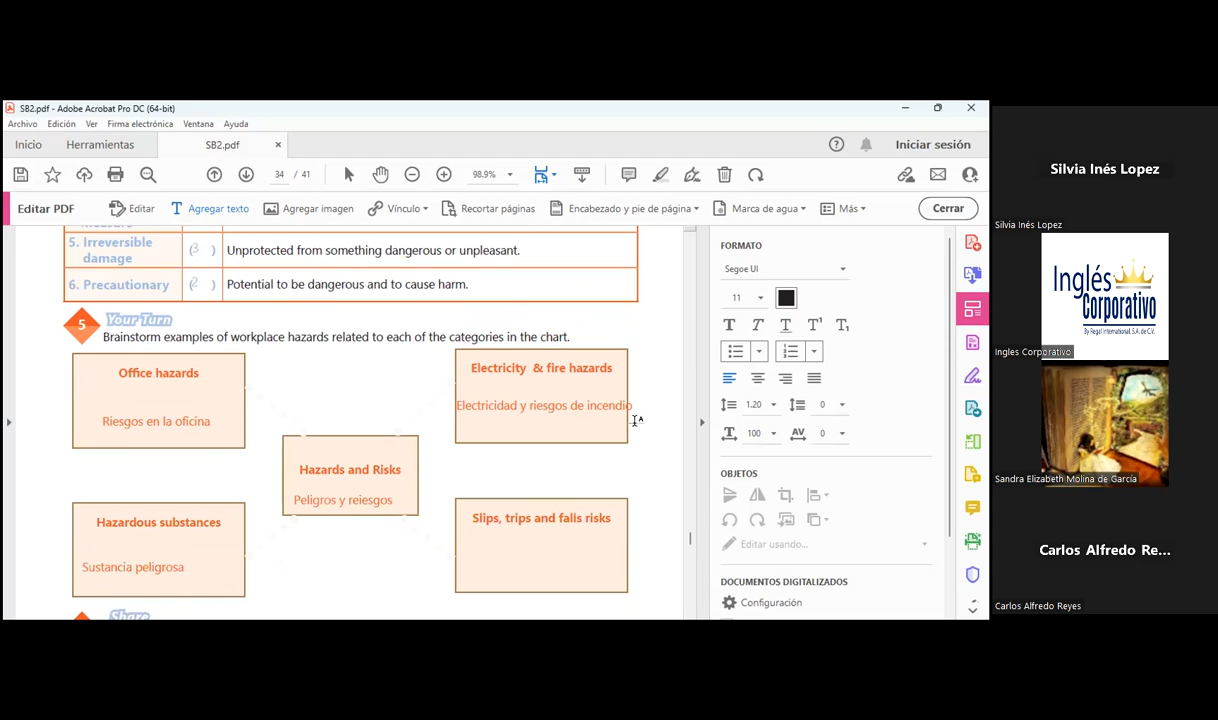 SB2.pdf - Adobe Acrobat Pro DC (64-bit)
Archivo Edición Ver Firma electrónica Ventana Ayuda
Inicio Herramientas SB2.pdf × Iniciar sesión
34 / 41 98.9%
Editar PDF Editar Agregar texto Agregar imagen Vínculo Recortar páginas Encabezado y pie de página Marca de agua Más Cerrar
5. Irreversible damage (3) Unprotected from something dangerous or unpleasant.
6. Precautionary (2) Potential to be dangerous and to cause harm.
5 Your Turn
Brainstorm examples of workplace hazards related to each of the categories in the chart.
Office hazards
Riesgos en la oficina
Electricity & fire hazards
Electricidad y riesgos de incendio
Hazards and Risks
Peligros y reiesgos
Hazardous substances
Sustancia peligrosa
Slips, trips and falls risks
Share
FORMATO
Segoe UI
11
T T T T¹ T₁
1.20 0
100 AV 0
OBJETOS
Editar usando...
DOCUMENTOS DIGITALIZADOS
Configuración
Silvia Inés Lopez
Silvia Inés Lopez
Inglés
Corporativo
By Regal International, S.A. de C.V.
Ingles Corporativo
Sandra Elizabeth Molina de García
Carlos Alfredo Re...
Carlos Alfredo Reyes